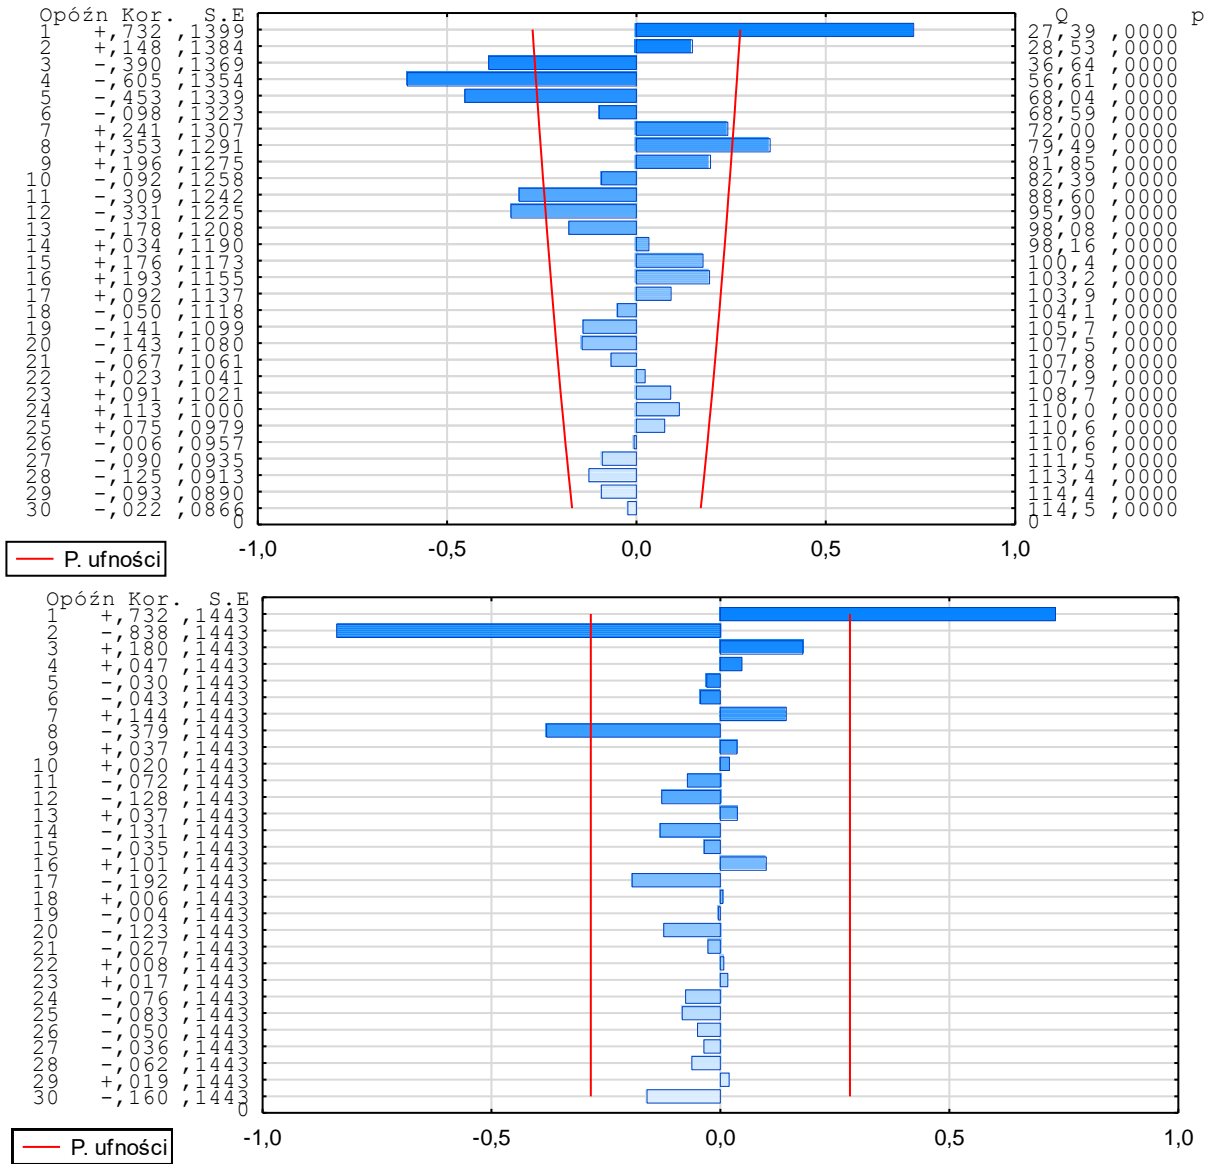 Opóźn Kor. S.E Q p
1 +,732 ,1399 27,39 ,0000
2 +,148 ,1384 28,53 ,0000
3 -,390 ,1369 36,64 ,0000
4 -,605 ,1354 56,61 ,0000
5 -,453 ,1339 68,04 ,0000
6 -,098 ,1323 68,59 ,0000
7 +,241 ,1307 72,00 ,0000
8 +,353 ,1291 79,49 ,0000
9 +,196 ,1275 81,85 ,0000
10 -,092 ,1258 82,39 ,0000
11 -,309 ,1242 88,60 ,0000
12 -,331 ,1225 95,90 ,0000
13 -,178 ,1208 98,08 ,0000
14 +,034 ,1190 98,16 ,0000
15 +,176 ,1173 100,4 ,0000
16 +,193 ,1155 103,2 ,0000
17 +,092 ,1137 103,9 ,0000
18 -,050 ,1118 104,1 ,0000
19 -,141 ,1099 105,7 ,0000
20 -,143 ,1080 107,5 ,0000
21 -,067 ,1061 107,8 ,0000
22 +,023 ,1041 107,9 ,0000
23 +,091 ,1021 108,7 ,0000
24 +,113 ,1000 110,0 ,0000
25 +,075 ,0979 110,6 ,0000
26 -,006 ,0957 110,6 ,0000
27 -,090 ,0935 111,5 ,0000
28 -,125 ,0913 113,4 ,0000
29 -,093 ,0890 114,4 ,0000
30 -,022 ,0866 114,5 ,0000
0 0
-1,0 -0,5 0,0 0,5 1,0
P. ufności
Opóźn Kor. S.E
1 +,732 ,1443
2 -,838 ,1443
3 +,180 ,1443
4 +,047 ,1443
5 -,030 ,1443
6 -,043 ,1443
7 +,144 ,1443
8 -,379 ,1443
9 +,037 ,1443
10 +,020 ,1443
11 -,072 ,1443
12 -,128 ,1443
13 +,037 ,1443
14 -,131 ,1443
15 -,035 ,1443
16 +,101 ,1443
17 -,192 ,1443
18 +,006 ,1443
19 -,004 ,1443
20 -,123 ,1443
21 -,027 ,1443
22 +,008 ,1443
23 +,017 ,1443
24 -,076 ,1443
25 -,083 ,1443
26 -,050 ,1443
27 -,036 ,1443
28 -,062 ,1443
29 +,019 ,1443
30 -,160 ,1443
0
-1,0 -0,5 0,0 0,5 1,0
P. ufności